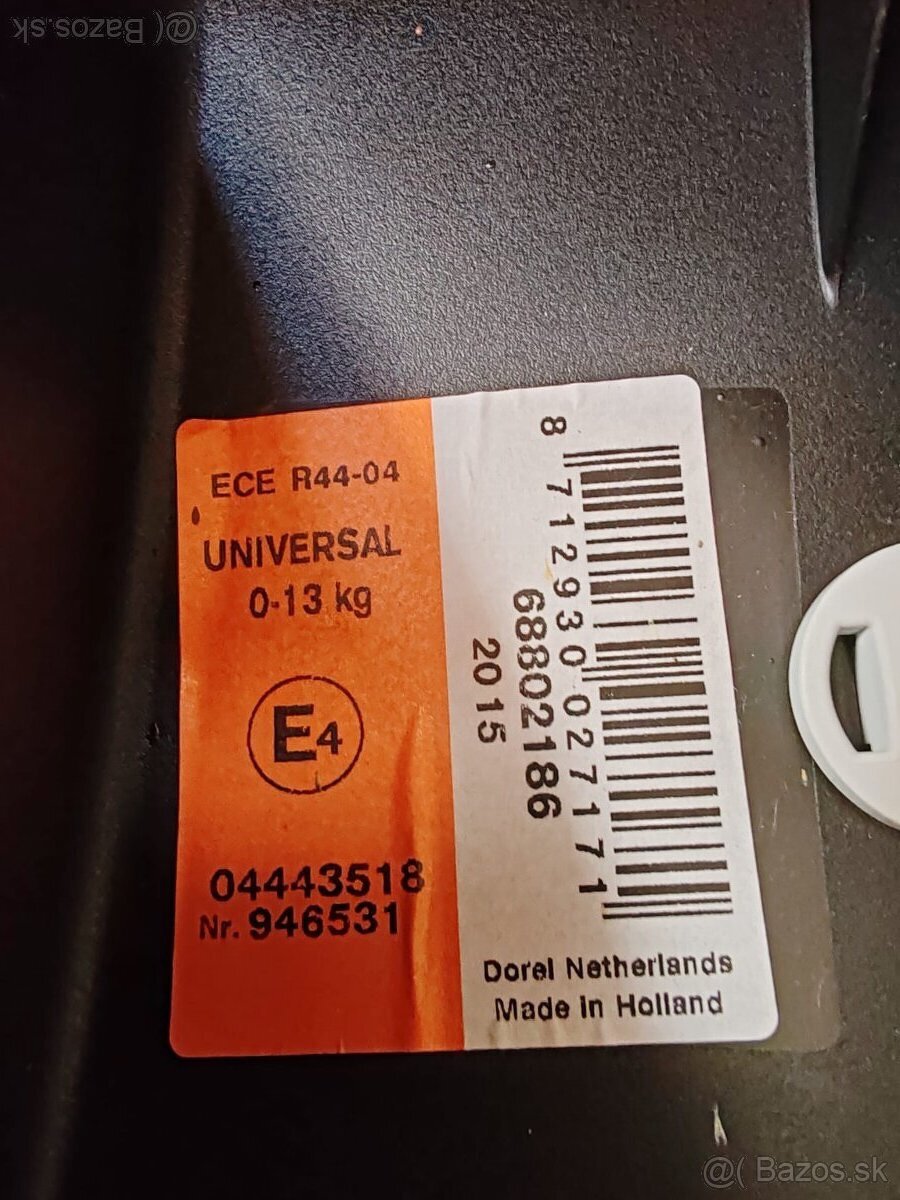 @( Bazos.sk
ECE R44-04
UNIVERSAL
0-13 kg
E4
04443518
Nr. 946531
8 712930 027171
68802186
2015
Dorel Netherlands
Made in Holland
@( Bazos.sk